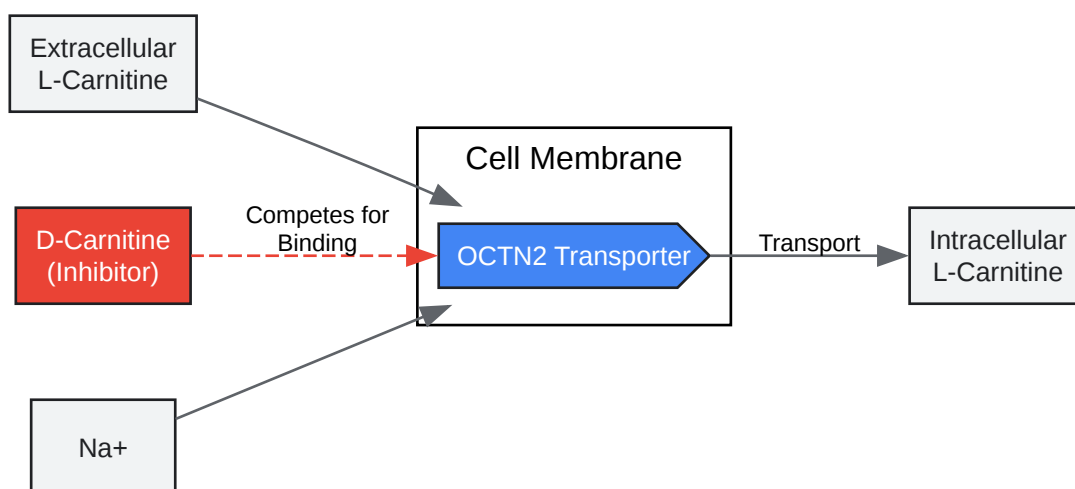 Extracellular
L-Carnitine
Cell Membrane
Competes for
Binding
D-Carnitine
(Inhibitor)
OCTN2 Transporter
Transport
Intracellular
L-Carnitine
Na+